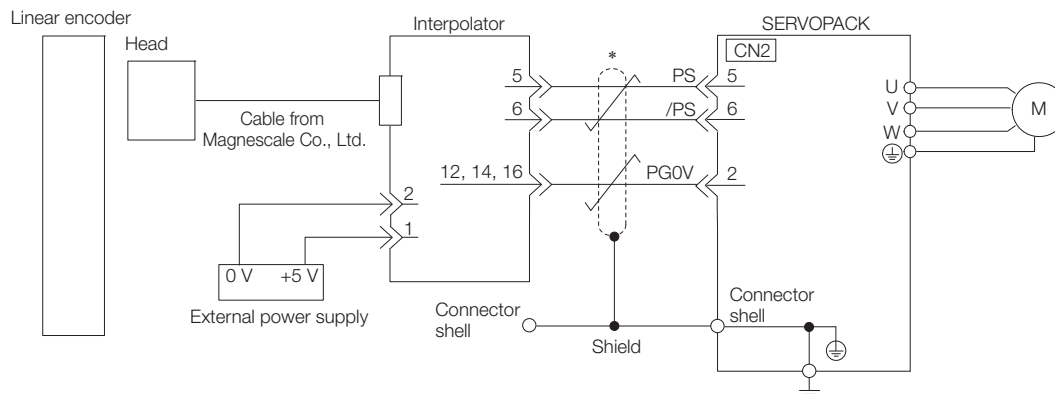 Linear encoder
Head
Interpolator
SERVOPACK
*
CN2
5
PS
5
U
Cable from
Magnescale Co., Ltd.
6
/PS
6
V
M
W
12, 14, 16
PG0V
2
2
1
0 V
+5 V
External power supply
Connector
shell
Shield
Connector
shell